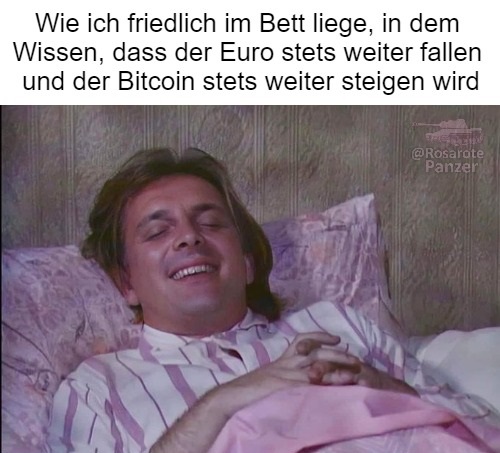 Wie ich friedlich im Bett liege, in dem
Wissen, dass der Euro stets weiter fallen
und der Bitcoin stets weiter steigen wird
@Rosarote
Panzer